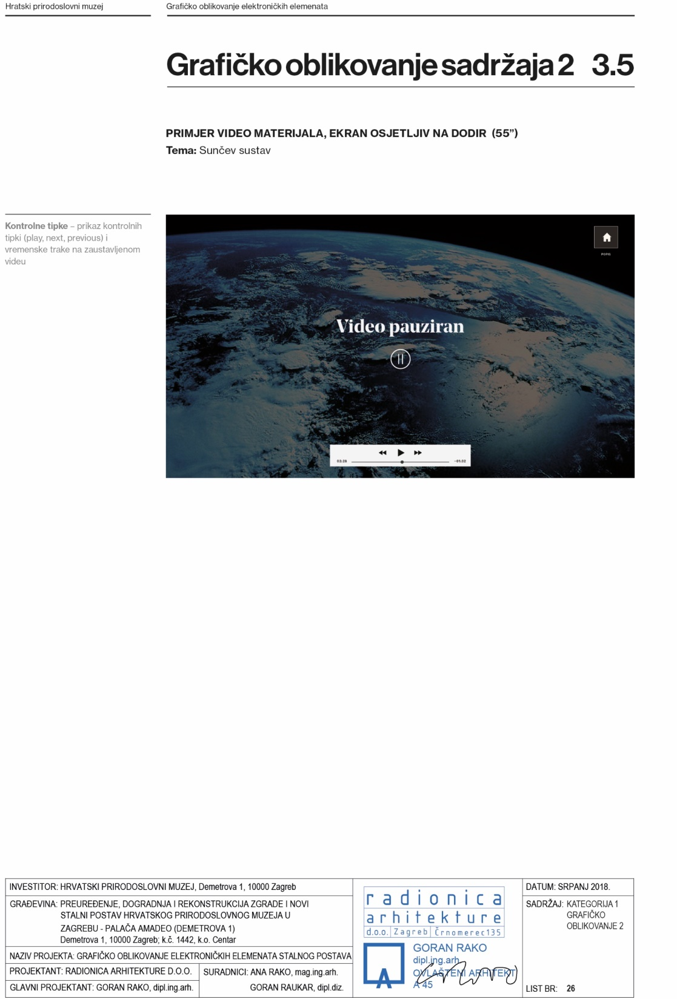 Hratski prirodoslovni muzej
Grafičko oblikovanje elektroničkih elemenata
Grafičko oblikovanje sadržaja 2 3.5
PRIMJER VIDEO MATERIJALA, EKRAN OSJETLJIV NA DODIR (55”)
Tema: Sunčev sustav
Kontrolne tipke – prikaz kontrolnih
tipki (play, next, previous) i
vremenske trake na zaustavljenom
videu
POPIS
Video pauziran
02:28
-01:32
INVESTITOR: HRVATSKI PRIRODOSLOVNI MUZEJ, Demetrova 1, 10000 Zagreb
GRAĐEVINA: PREUREĐENJE, DOGRADNJA I REKONSTRUKCIJA ZGRADE I NOVI
STALNI POSTAV HRVATSKOG PRIRODOSLOVNOG MUZEJA U
ZAGREBU - PALAČA AMADEO (DEMETROVA 1)
Demetrova 1, 10000 Zagreb; k.č. 1442, k.o. Centar
NAZIV PROJEKTA: GRAFIČKO OBLIKOVANJE ELEKTRONIČKIH ELEMENATA STALNOG POSTAVA
PROJEKTANT: RADIONICA ARHITEKTURE D.O.O.
GLAVNI PROJEKTANT: GORAN RAKO, dipl.ing.arh.
SURADNICI: ANA RAKO, mag.ing.arh.
GORAN RAUKAR, dipl.diz.
radionica
arhitekture
d.o.o. Zagreb Črnomerec135
GORAN RAKO
dipl.ing.arh.
OVLAŠTENI ARHITEKT
A 45
DATUM: SRPANJ 2018.
SADRŽAJ: KATEGORIJA 1
GRAFIČKO
OBLIKOVANJE 2
LIST BR: 26